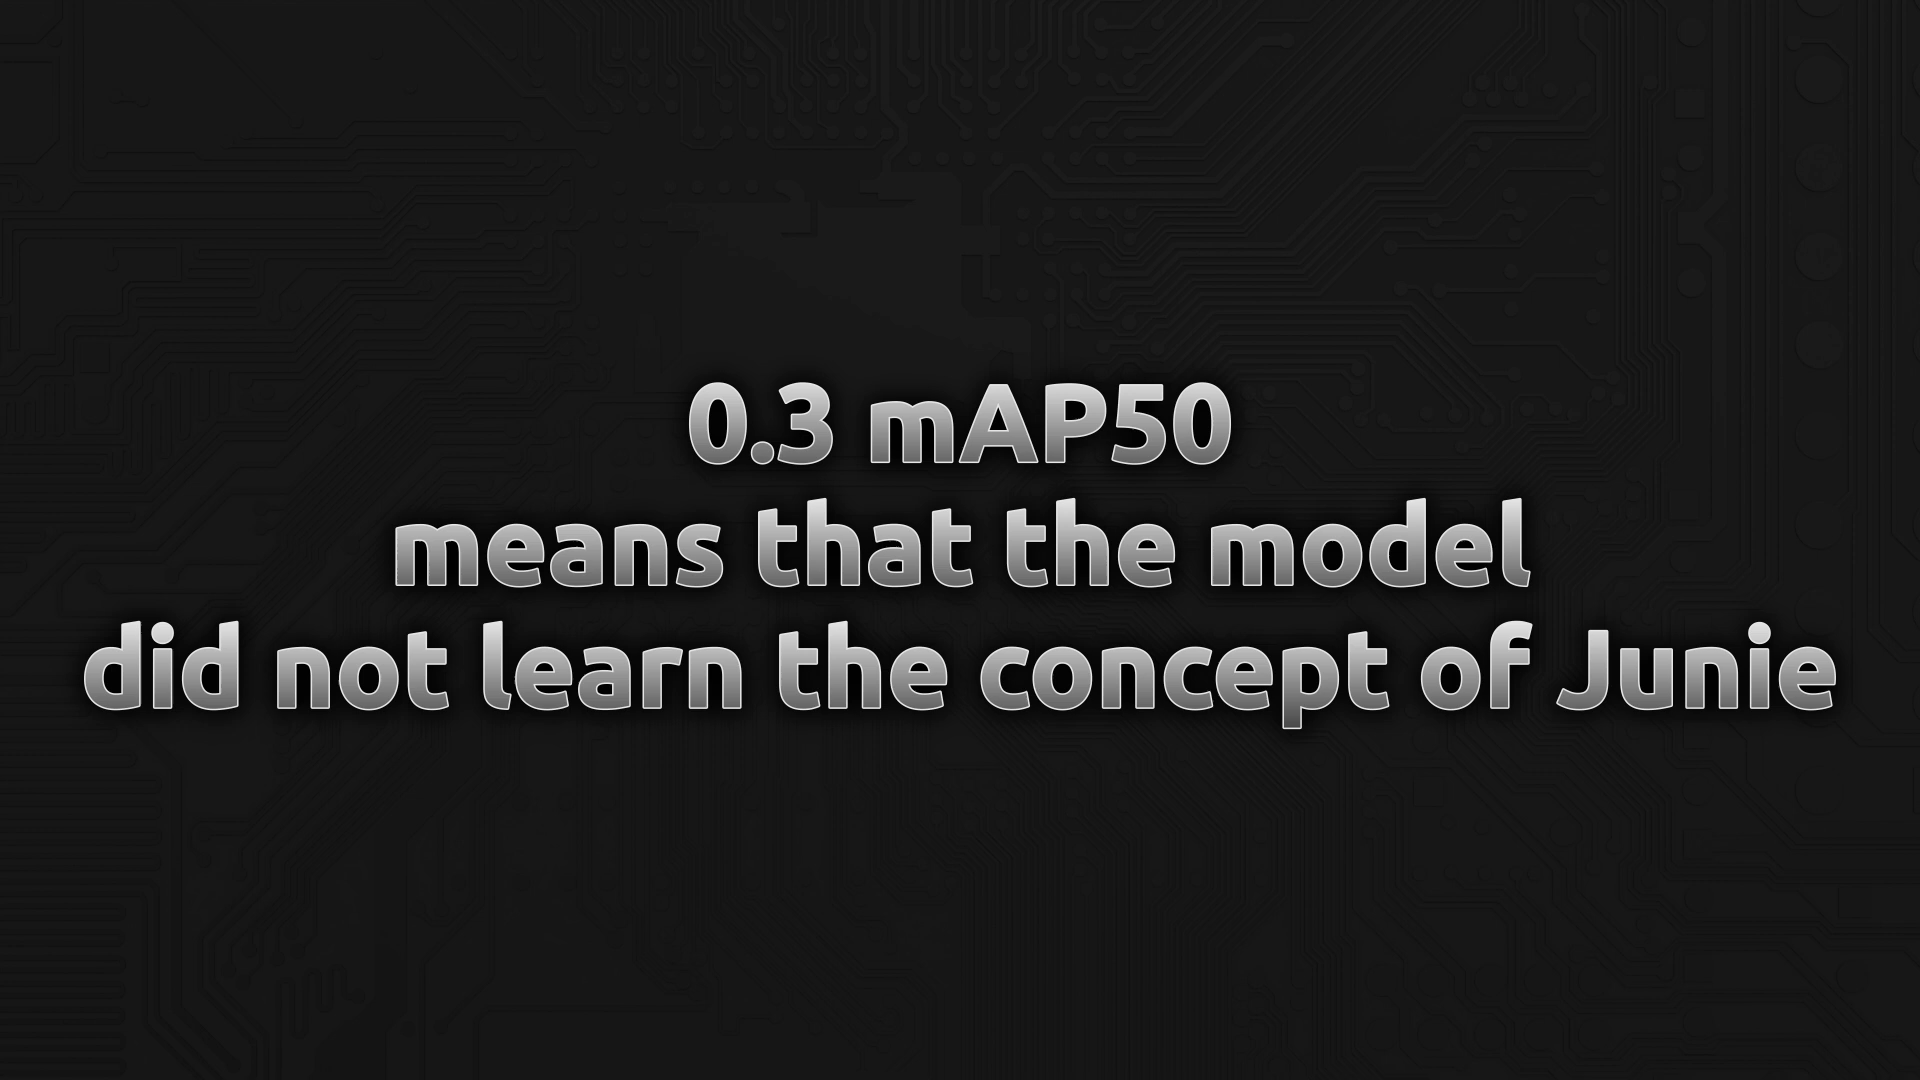 0.3 mAP50
means that the model
did not learn the concept of Junie